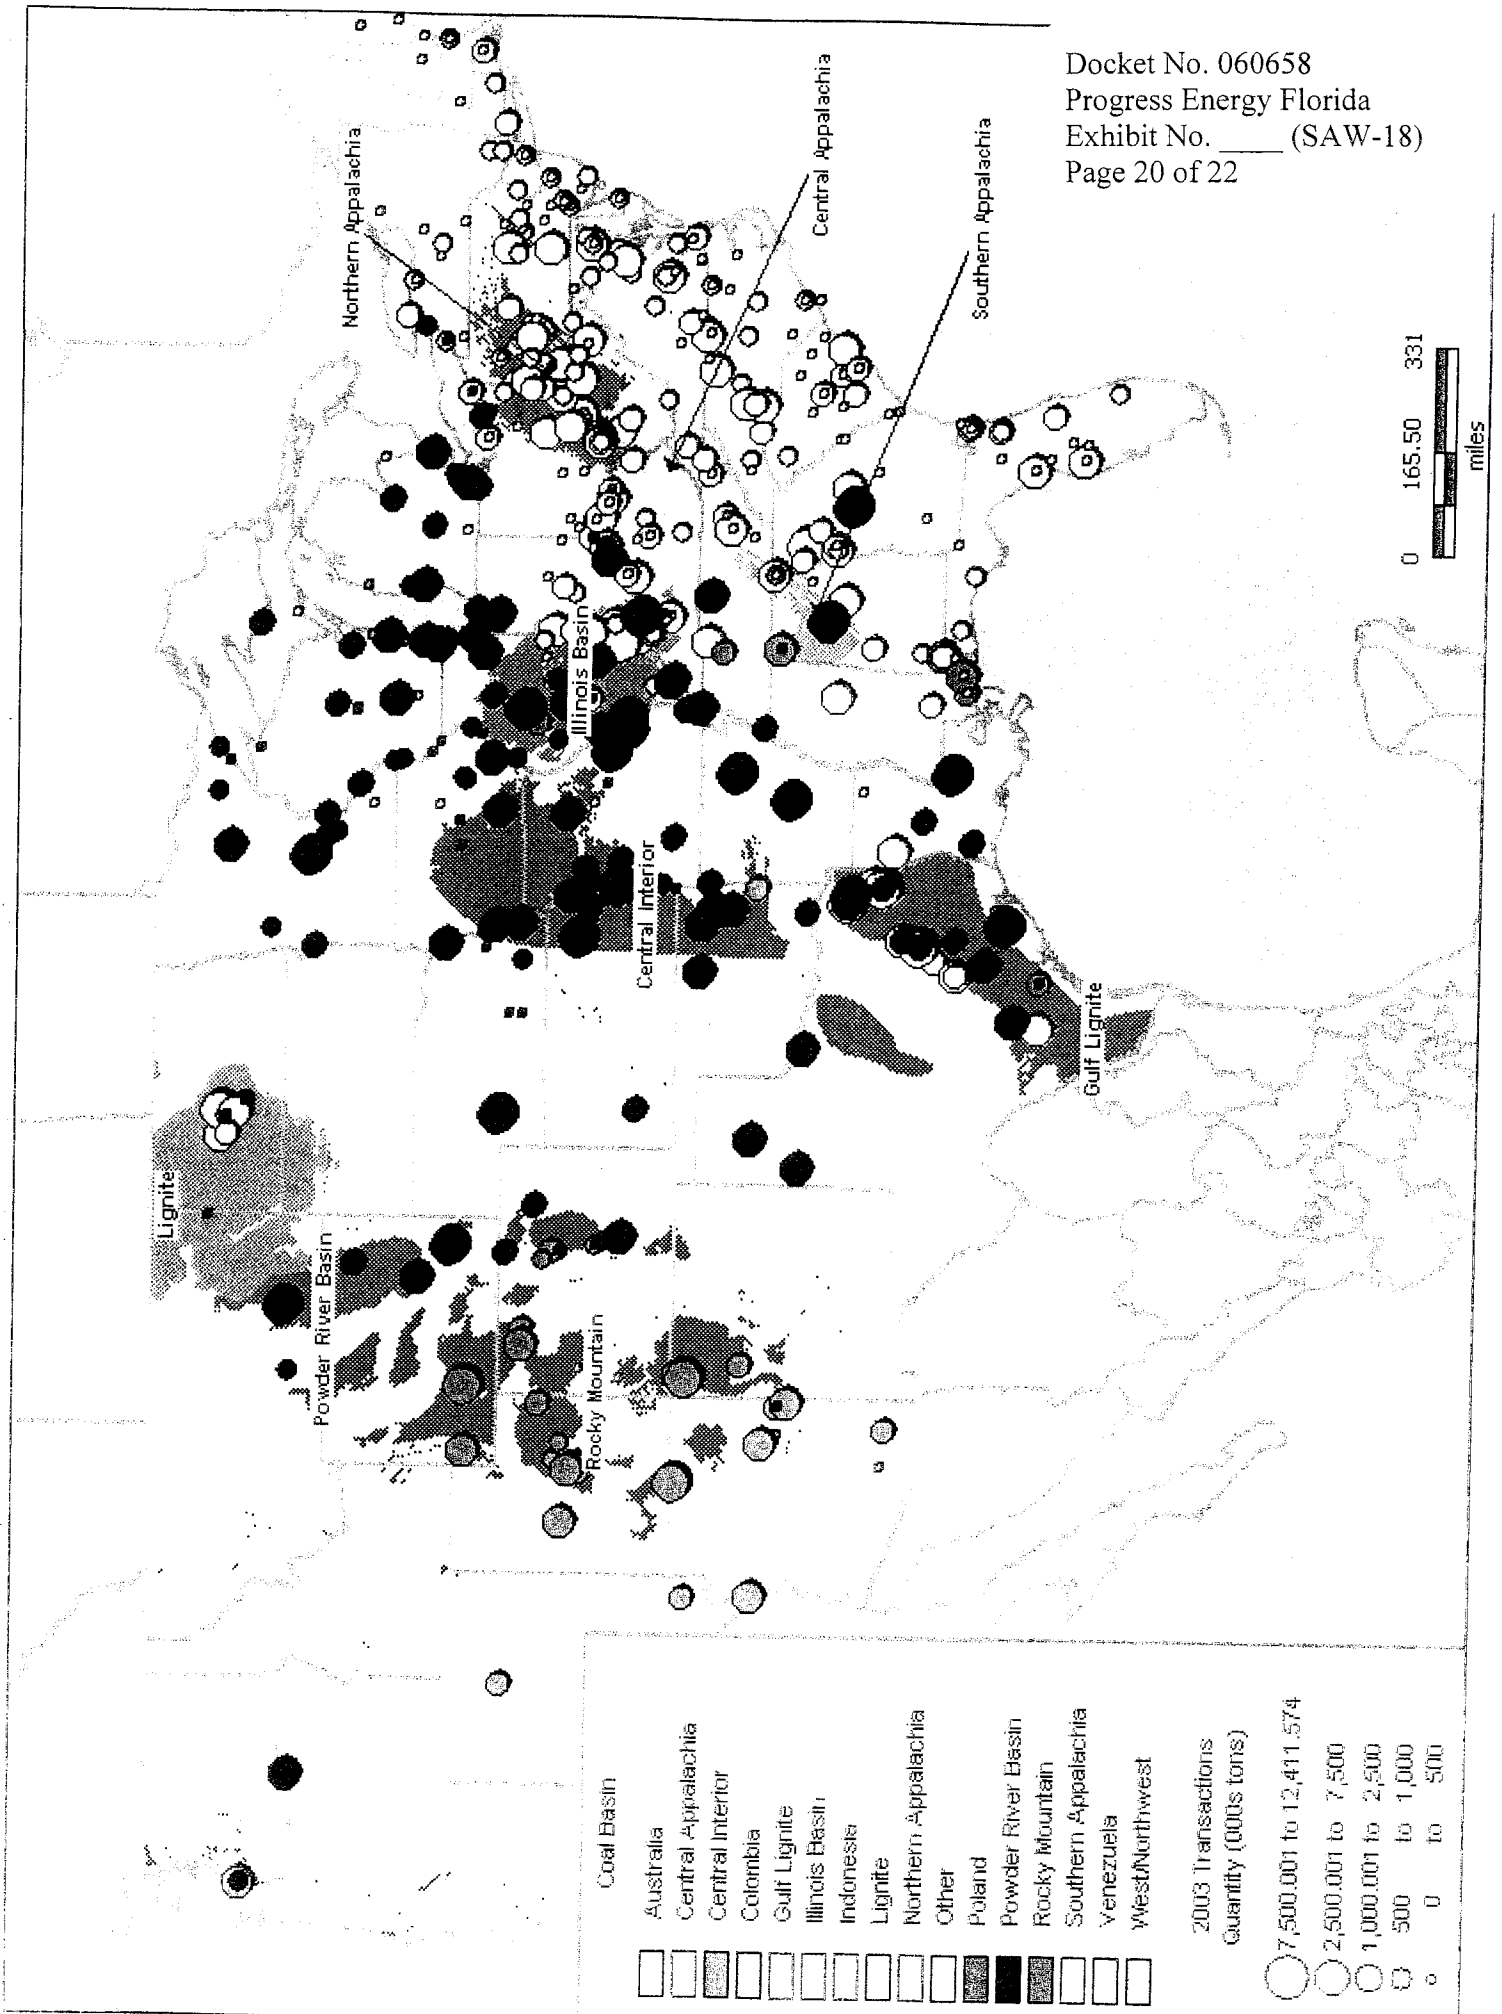 Docket No. 060658
Progress Energy Florida
Exhibit No. ____ (SAW-18)
Page 20 of 22
Northern Appalachia
Central Appalachia
Southern Appalachia
Illinois Basin
Central Interior
Gulf Lignite
Lignite
Powder River Basin
Rocky Mountain
0 165.50 331
miles
Coal Basin
Australia
Central Appalachia
Central Interior
Colombia
Gulf Lignite
Illinois Basin
Indonesia
Lignite
Northern Appalachia
Other
Poland
Powder River Basin
Rocky Mountain
Southern Appalachia
Venezuela
West/Northwest
2003 Transactions
Quantity (000s tons)
7,500.001 to 12,411.574
2,500.001 to 7,500
1,000.001 to 2,500
500 to 1,000
0 to 500